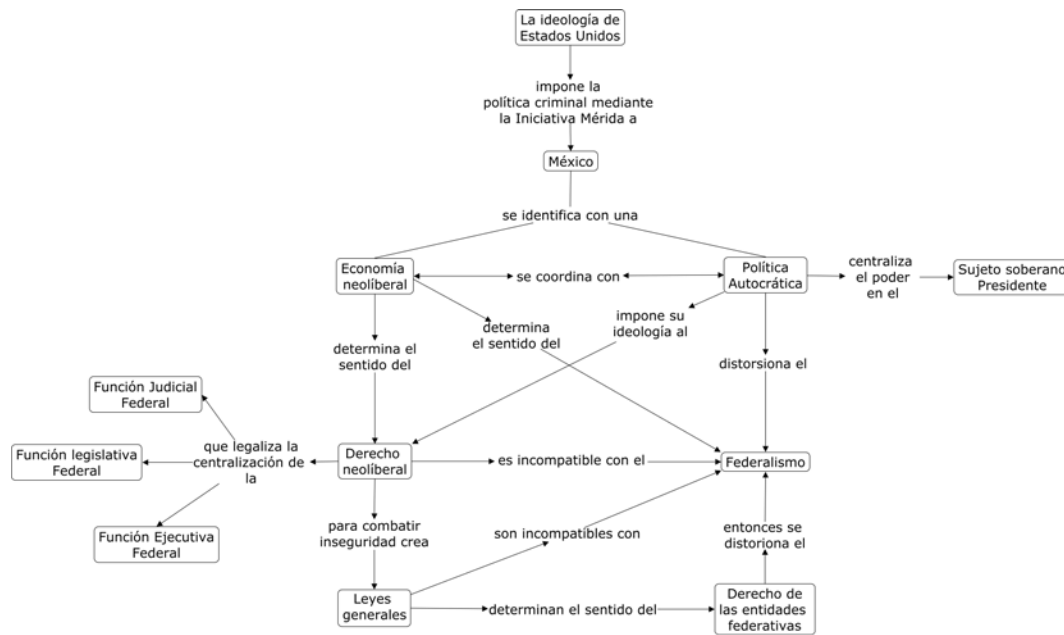 La ideología de
Estados Unidos
impone la
política criminal mediante
la Iniciativa Mérida a
México
se identifica con una
Economía
neolíberal
se coordina con
Política
Autocrática
centraliza
el poder
en el
Sujeto soberano
Presidente
determina el
sentido del
determina
el sentido del
impone su
ideología al
distorsiona el
Función Judicial
Federal
Función legislativa
Federal
Función Ejecutiva
Federal
que legaliza la
centralización de
la
Derecho
neolíberal
es incompatible con el
Federalismo
para combatir
inseguridad crea
son incompatibles con
entonces se
distoriona el
Leyes
generales
determinan el sentido del
Derecho de
las entidades
federativas